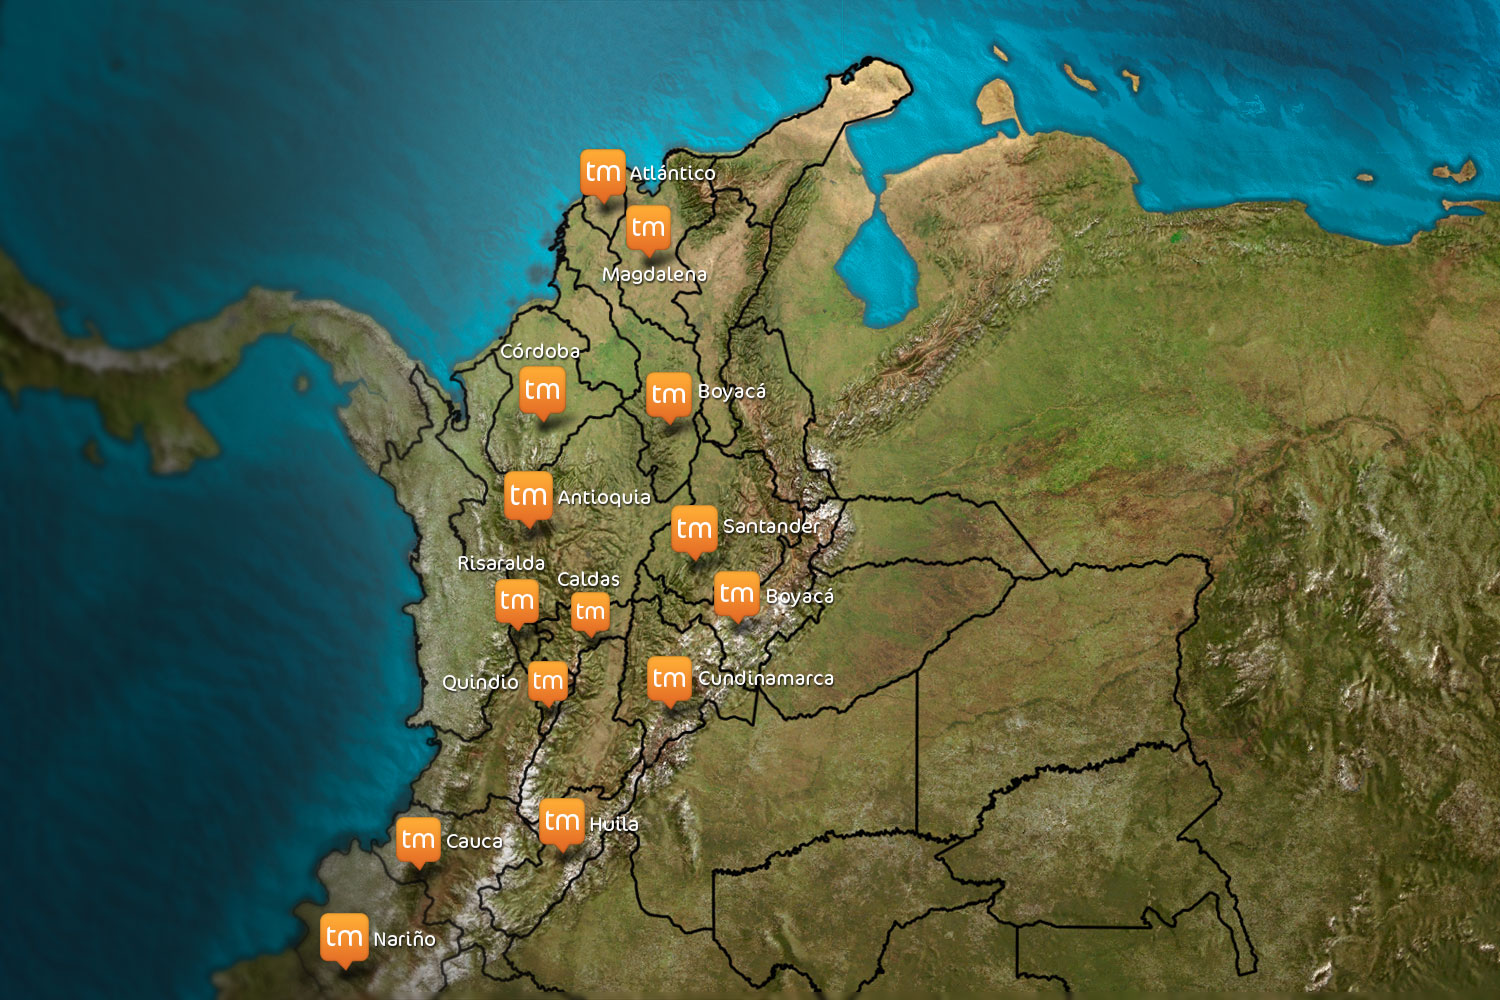 tm Atlántico
tm
Magdalena
Córdoba
tm
tm Boyacá
tm Antioquia
tm Santander
Risaralda
tm
Caldas
tm
tm Boyacá
Quindio tm
tm Cundinamarca
tm Huila
tm Cauca
tm Nariño